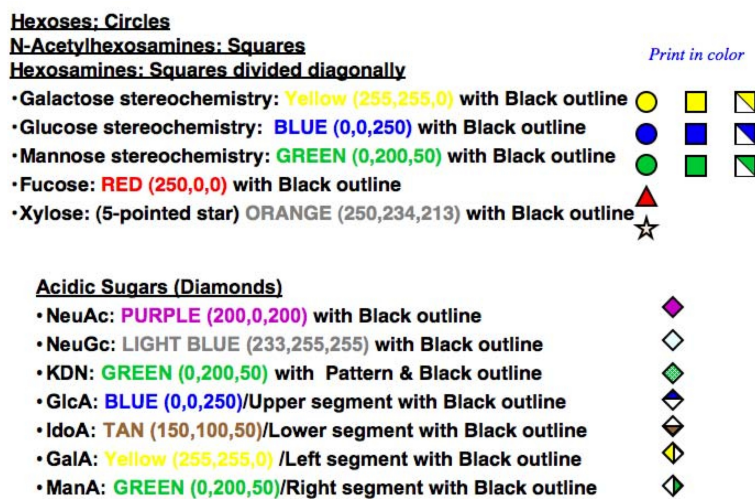 Hexoses; Circles
N-Acetylhexosamines: Squares
Hexosamines: Squares divided diagonally
Print in color
•Galactose stereochemistry: Yellow (255,255,0) with Black outline
•Glucose stereochemistry: BLUE (0,0,250) with Black outline
•Mannose stereochemistry: GREEN (0,200,50) with Black outline
•Fucose: RED (250,0,0) with Black outline
•Xylose: (5-pointed star) ORANGE (250,234,213) with Black outline
Acidic Sugars (Diamonds)
•NeuAc: PURPLE (200,0,200) with Black outline
•NeuGc: LIGHT BLUE (233,255,255) with Black outline
•KDN: GREEN (0,200,50) with Pattern & Black outline
•GlcA: BLUE (0,0,250)/Upper segment with Black outline
•IdoA: TAN (150,100,50)/Lower segment with Black outline
•GalA: Yellow (255,255,0) /Left segment with Black outline
•ManA: GREEN (0,200,50)/Right segment with Black outline